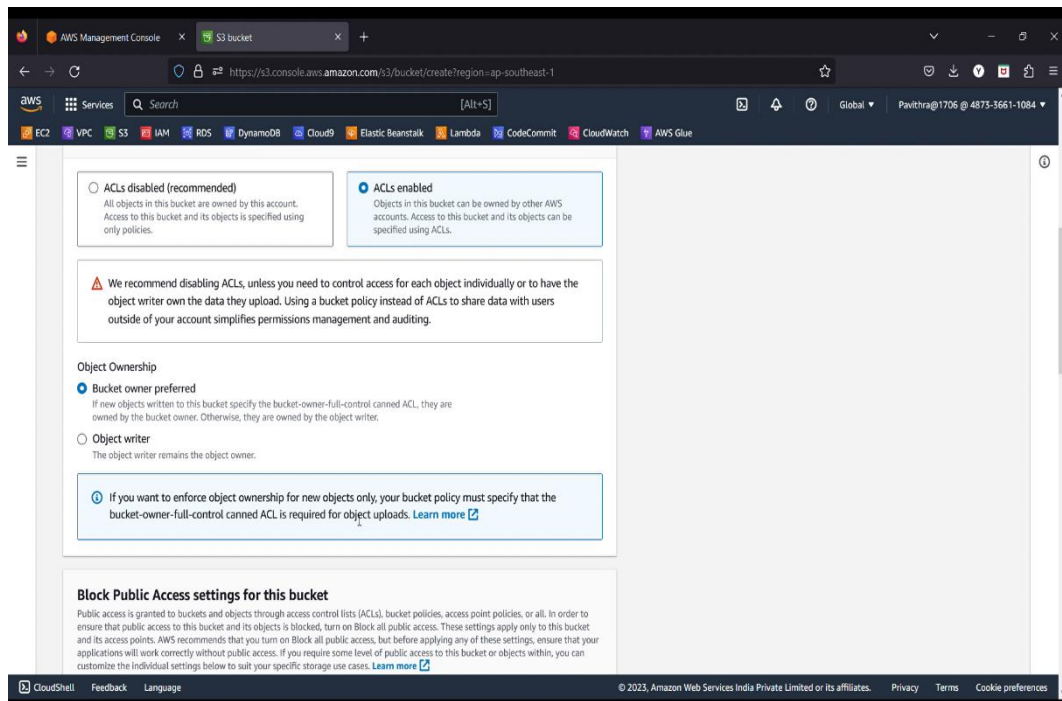 AWS Management Console
S3 bucket
https://s3.console.aws.amazon.com/s3/bucket/create?region=ap-southeast-1
aws
Services
Search
[Alt+S]
Global
Pavithra@1706 @ 4873-3661-1084
EC2
VPC
S3
IAM
RDS
DynamoDB
Cloud9
Elastic Beanstalk
Lambda
CodeCommit
CloudWatch
AWS Glue
ACLs disabled (recommended)
All objects in this bucket are owned by this account.
Access to this bucket and its objects is specified using
only policies.
ACLs enabled
Objects in this bucket can be owned by other AWS
accounts. Access to this bucket and its objects can be
specified using ACLs.
We recommend disabling ACLs, unless you need to control access for each object individually or to have the
object writer own the data they upload. Using a bucket policy instead of ACLs to share data with users
outside of your account simplifies permissions management and auditing.
Object Ownership
Bucket owner preferred
If new objects written to this bucket specify the bucket-owner-full-control canned ACL, they are
owned by the bucket owner. Otherwise, they are owned by the object writer.
Object writer
The object writer remains the object owner.
If you want to enforce object ownership for new objects only, your bucket policy must specify that the
bucket-owner-full-control canned ACL is required for object uploads. Learn more
Block Public Access settings for this bucket
Public access is granted to buckets and objects through access control lists (ACLs), bucket policies, access point policies, or all. In order to
ensure that public access to this bucket and its objects is blocked, turn on Block all public access. These settings apply only to this bucket
and its access points. AWS recommends that you turn on Block all public access, but before applying any of these settings, ensure that your
applications will work correctly without public access. If you require some level of public access to this bucket or objects within, you can
customize the individual settings below to suit your specific storage use cases. Learn more
CloudShell
Feedback
Language
© 2023, Amazon Web Services India Private Limited or its affiliates.
Privacy
Terms
Cookie preferences